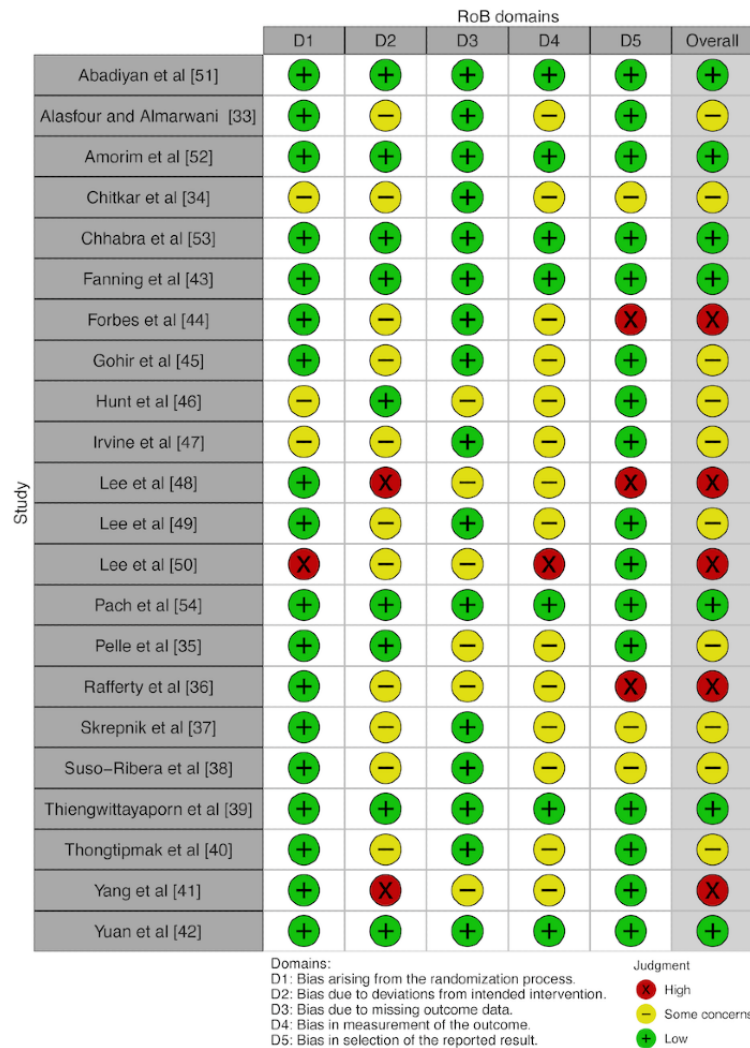 RoB domains
D1 D2 D3 D4 D5 Overall
Study
Abadiyan et al [51] + + + + + +
Alasfour and Almarwani [33] + − + − + −
Amorim et al [52] + + + + + +
Chitkar et al [34] − − + − − −
Chhabra et al [53] + + + + + +
Fanning et al [43] + + + + + +
Forbes et al [44] + − + − X X
Gohir et al [45] + − + − + −
Hunt et al [46] − + − − + −
Irvine et al [47] − − + − + −
Lee et al [48] + X − − X X
Lee et al [49] + − + − + −
Lee et al [50] X − − X + X
Pach et al [54] + + + + + +
Pelle et al [35] + + − − + −
Rafferty et al [36] + − − − X X
Skrepnik et al [37] + − + − − −
Suso−Ribera et al [38] + − + − − −
Thiengwittayaporn et al [39] + + + + + +
Thongtipmak et al [40] + − + − + −
Yang et al [41] + X − − + X
Yuan et al [42] + + + + + +
Domains:
D1: Bias arising from the randomization process.
D2: Bias due to deviations from intended intervention.
D3: Bias due to missing outcome data.
D4: Bias in measurement of the outcome.
D5: Bias in selection of the reported result.
Judgment
X High
− Some concerns
+ Low